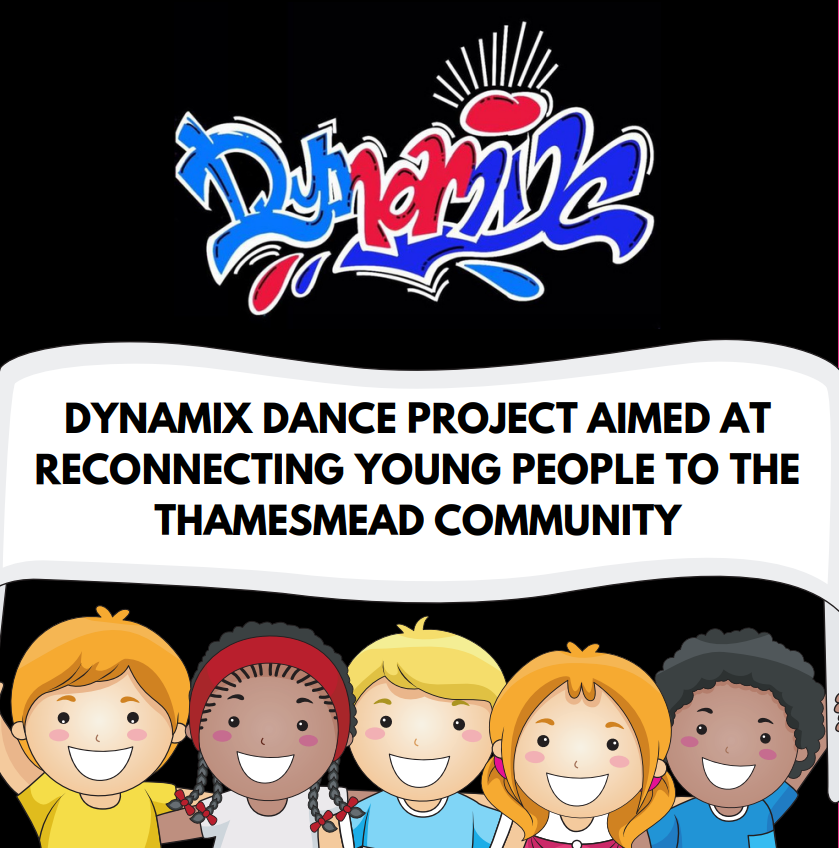 Dynamix
DYNAMIX DANCE PROJECT AIMED AT
RECONNECTING YOUNG PEOPLE TO THE
THAMESMEAD COMMUNITY